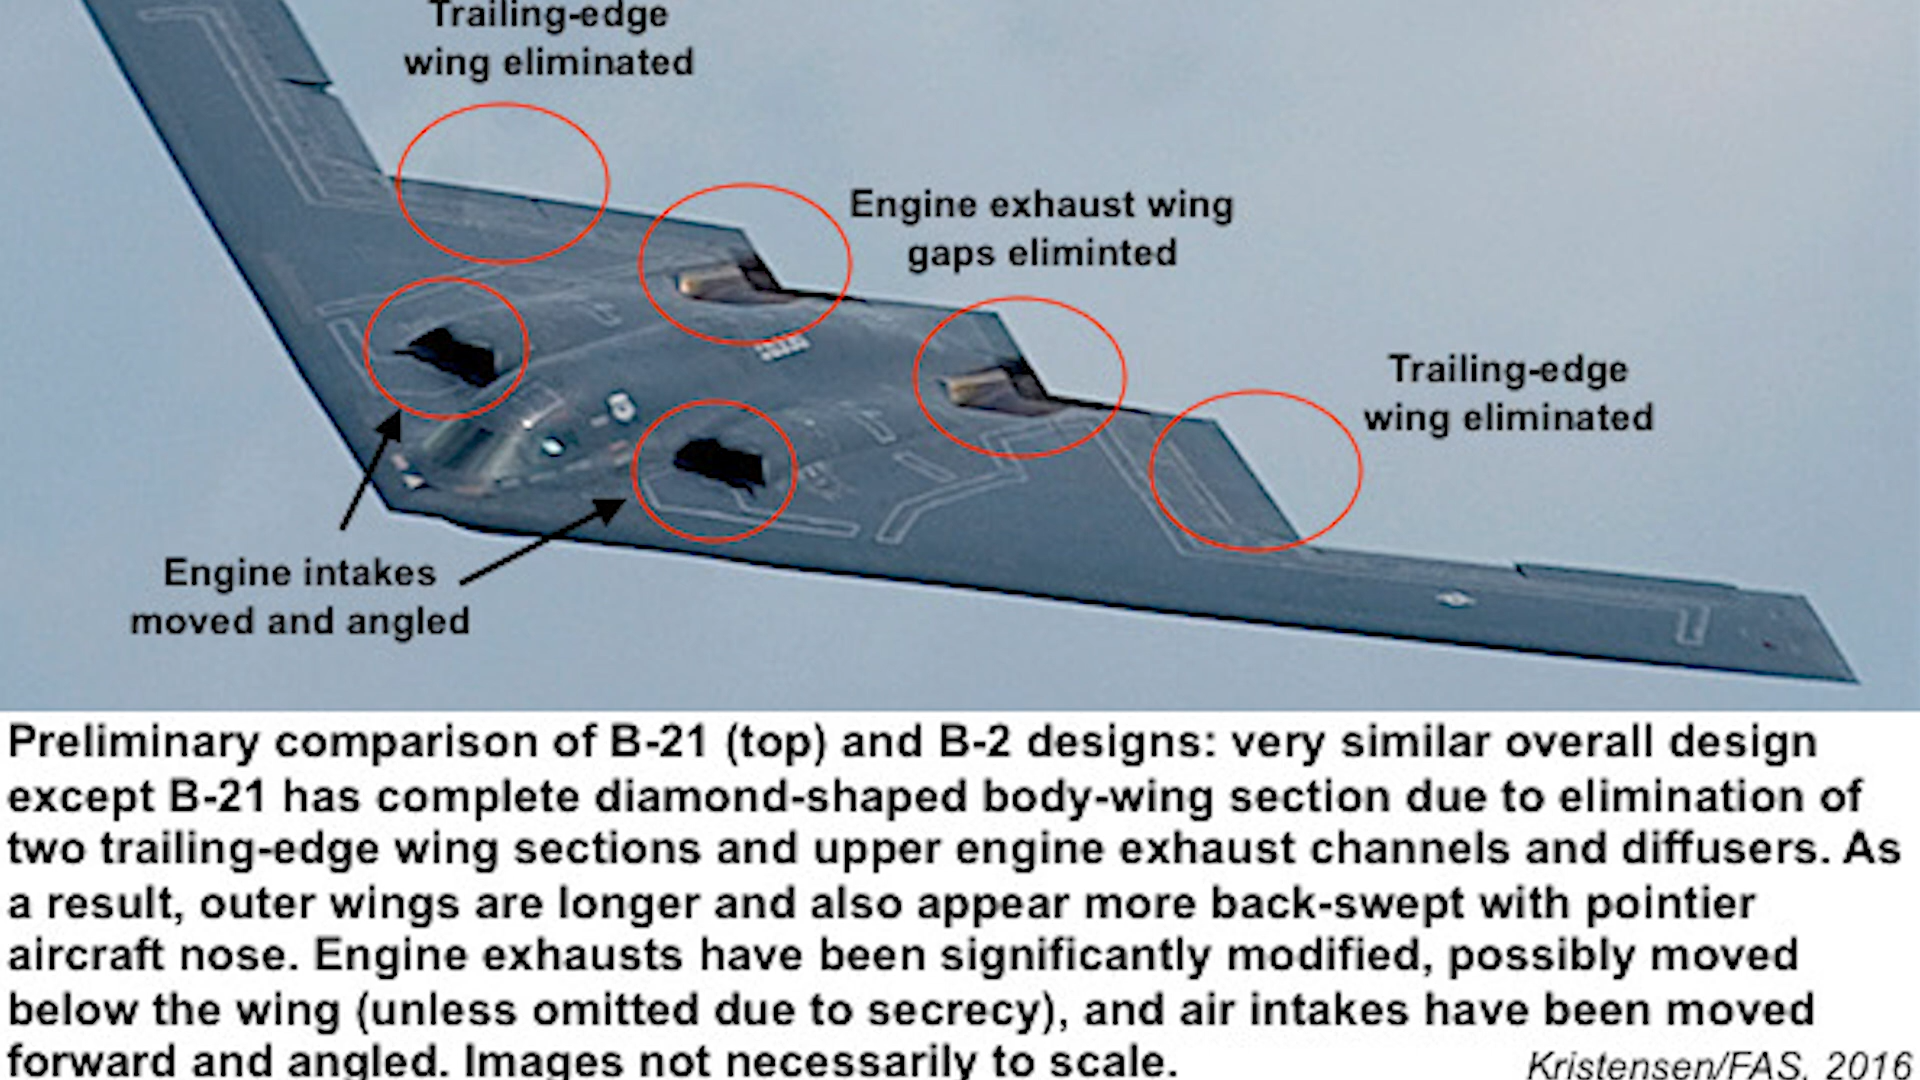 Trailing-edge
wing eliminated
Engine exhaust wing
gaps eliminted
Trailing-edge
wing eliminated
Engine intakes
moved and angled
Preliminary comparison of B-21 (top) and B-2 designs: very similar overall design
except B-21 has complete diamond-shaped body-wing section due to elimination of
two trailing-edge wing sections and upper engine exhaust channels and diffusers. As
a result, outer wings are longer and also appear more back-swept with pointier
aircraft nose. Engine exhausts have been significantly modified, possibly moved
below the wing (unless omitted due to secrecy), and air intakes have been moved
forward and angled. Images not necessarily to scale.
Kristensen/FAS, 2016